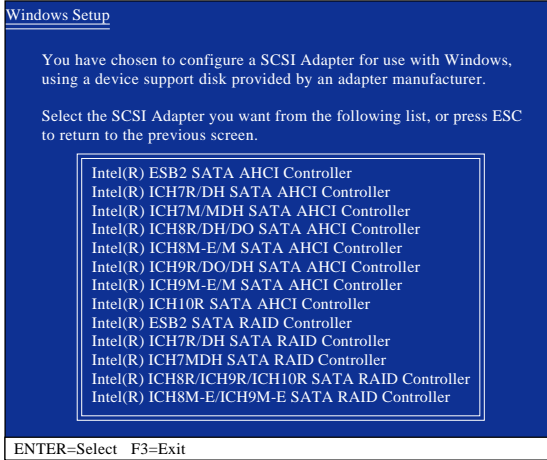 Windows Setup
You have chosen to configure a SCSI Adapter for use with Windows,
using a device support disk provided by an adapter manufacturer.
Select the SCSI Adapter you want from the following list, or press ESC
to return to the previous screen.
Intel(R) ESB2 SATA AHCI Controller
Intel(R) ICH7R/DH SATA AHCI Controller
Intel(R) ICH7M/MDH SATA AHCI Controller
Intel(R) ICH8R/DH/DO SATA AHCI Controller
Intel(R) ICH8M-E/M SATA AHCI Controller
Intel(R) ICH9R/DO/DH SATA AHCI Controller
Intel(R) ICH9M-E/M SATA AHCI Controller
Intel(R) ICH10R SATA AHCI Controller
Intel(R) ESB2 SATA RAID Controller
Intel(R) ICH7R/DH SATA RAID Controller
Intel(R) ICH7MDH SATA RAID Controller
Intel(R) ICH8R/ICH9R/ICH10R SATA RAID Controller
Intel(R) ICH8M-E/ICH9M-E SATA RAID Controller
ENTER=Select F3=Exit